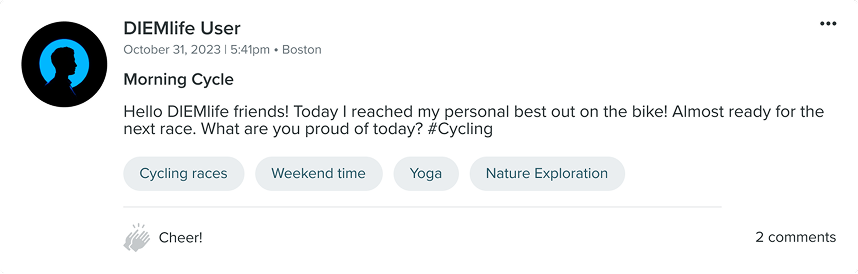 DIEMlife User
October 31, 2023 | 5:41pm • Boston
Morning Cycle
Hello DIEMlife friends! Today I reached my personal best out on the bike! Almost ready for the
next race. What are you proud of today? #Cycling
Cycling races Weekend time Yoga Nature Exploration
Cheer! 2 comments